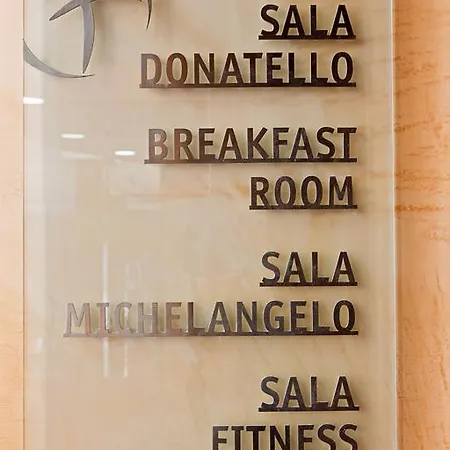 SALA
DONATELLO
BREAKFAST
ROOM
SALA
MICHELANGELO
SALA
FITNESS